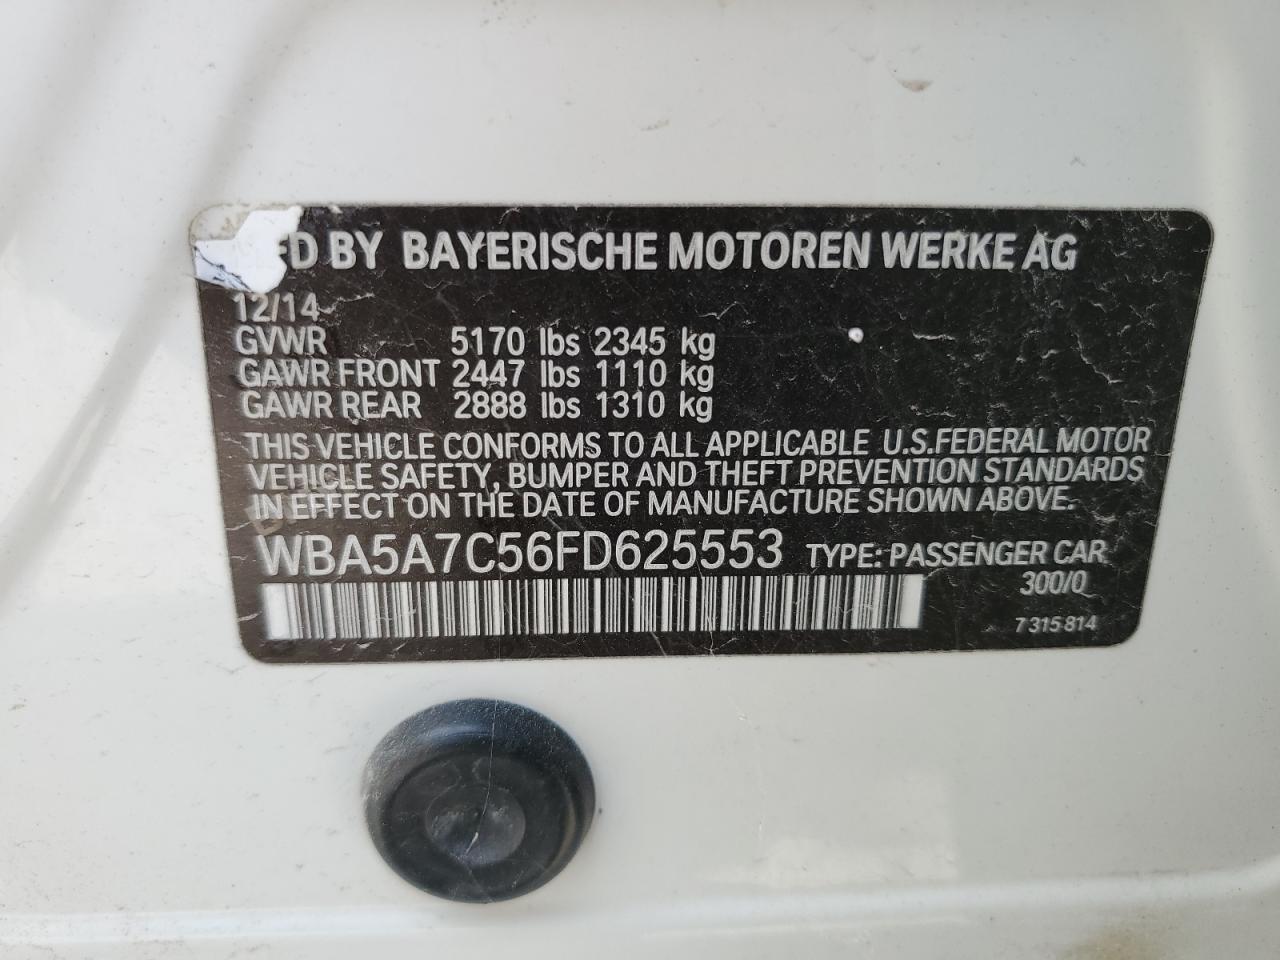 FD BY BAYERISCHE MOTOREN WERKE AG
12/14
GVWR 5170 lbs 2345 kg
GAWR FRONT 2447 lbs 1110 kg
GAWR REAR 2888 lbs 1310 kg
THIS VEHICLE CONFORMS TO ALL APPLICABLE U.S.FEDERAL MOTOR
VEHICLE SAFETY, BUMPER AND THEFT PREVENTION STANDARDS
IN EFFECT ON THE DATE OF MANUFACTURE SHOWN ABOVE.
WBA5A7C56FD625553 TYPE: PASSENGER CAR
300/0
7 315 814